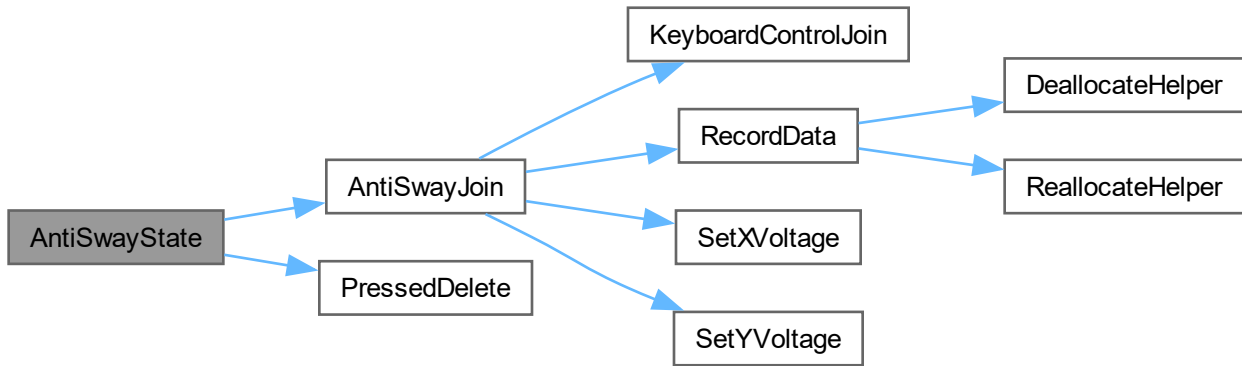 AntiSwayState
AntiSwayJoin
PressedDelete
KeyboardControlJoin
RecordData
SetXVoltage
SetYVoltage
DeallocateHelper
ReallocateHelper